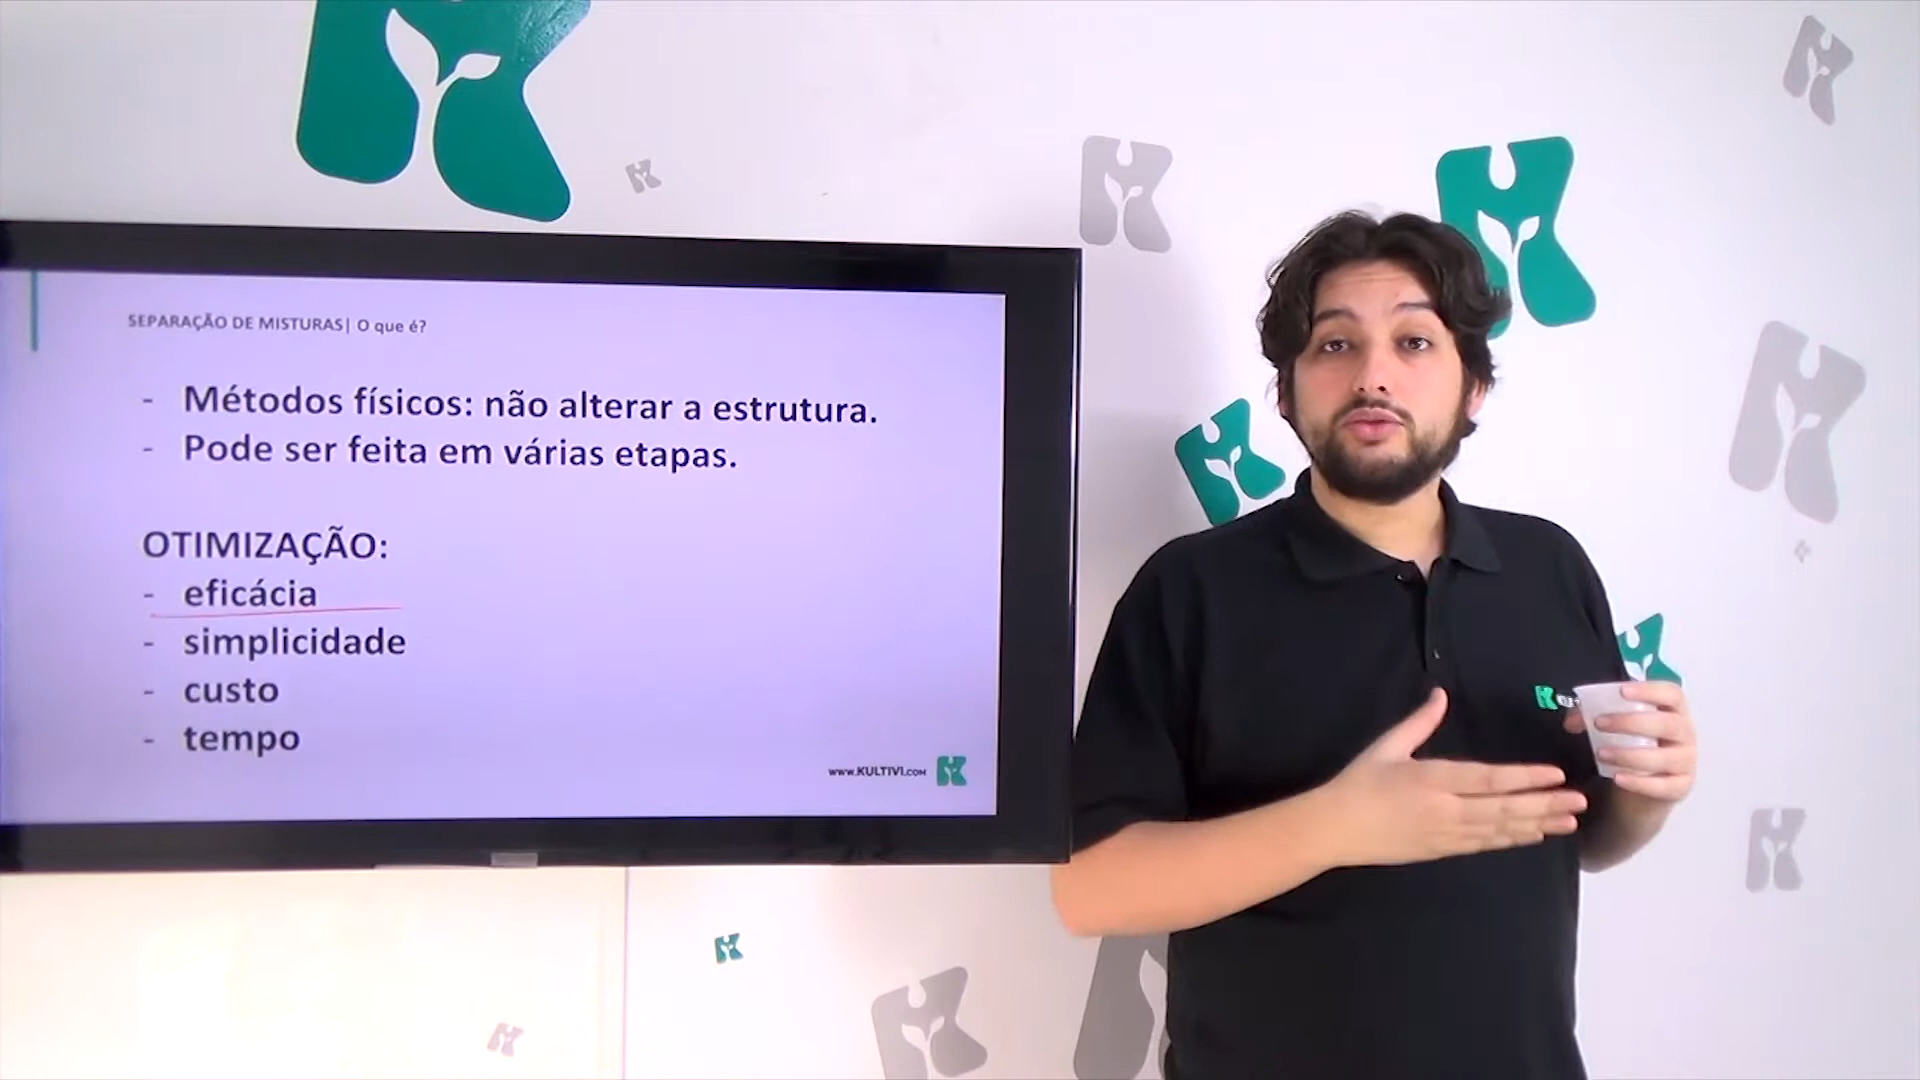 SEPARAÇÃO DE MISTURAS| O que é?
- Métodos físicos: não alterar a estrutura.
- Pode ser feita em várias etapas.
OTIMIZAÇÃO:
- eficácia
- simplicidade
- custo
- tempo
www.KULTIVI.COM